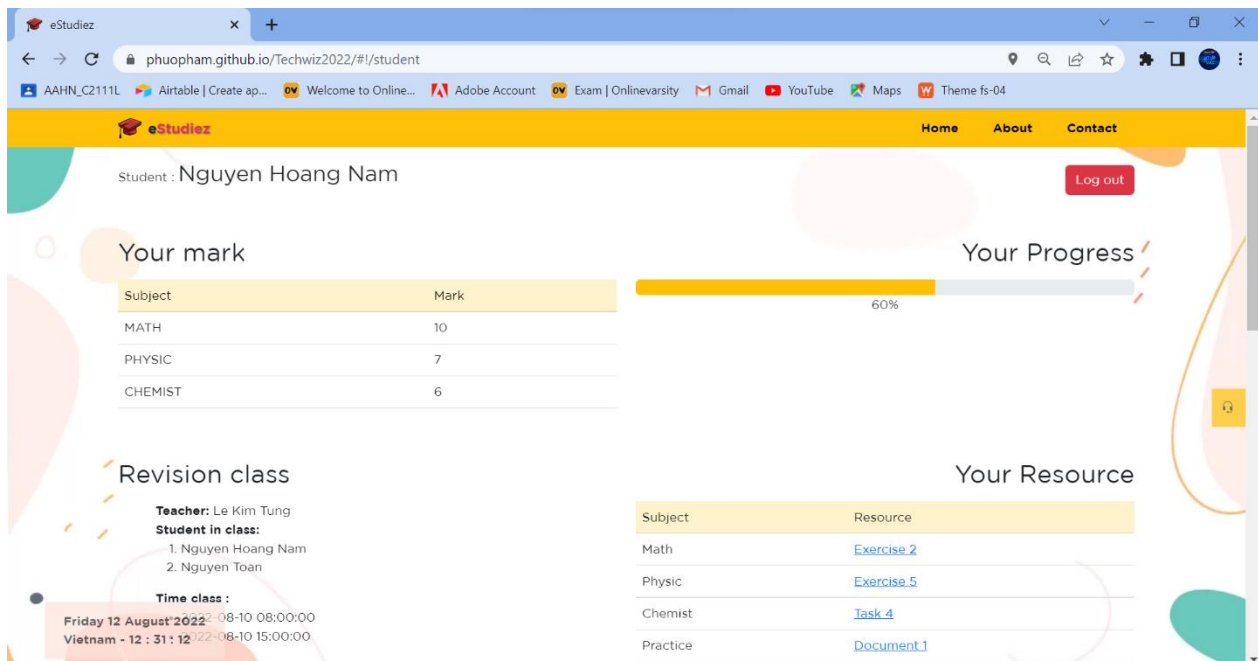 eStudiez
phuopham.github.io/Techwiz2022/#!/student
AAHN_C2111L Airtable | Create ap... Welcome to Online... Adobe Account Exam | Onlinevarsity Gmail YouTube Maps Theme fs-04
eStudiez Home About Contact
Student : Nguyen Hoang Nam Log out
Your mark
Subject Mark
MATH 10
PHYSIC 7
CHEMIST 6
Your Progress
60%
Revision class
Teacher: Le Kim Tung
Student in class:
1. Nguyen Hoang Nam
2. Nguyen Toan
Time class :
2022-08-10 08:00:00
2022-08-10 15:00:00
Your Resource
Subject Resource
Math Exercise 2
Physic Exercise 5
Chemist Task 4
Practice Document 1
Friday 12 August 2022
Vietnam - 12 : 31 : 12